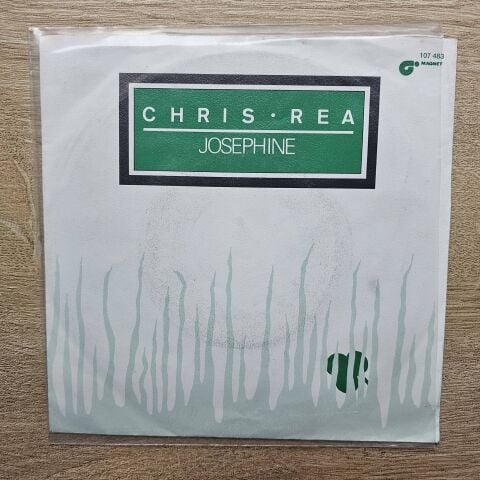 107 483
MAGNET
CHRIS · REA
JOSEPHINE